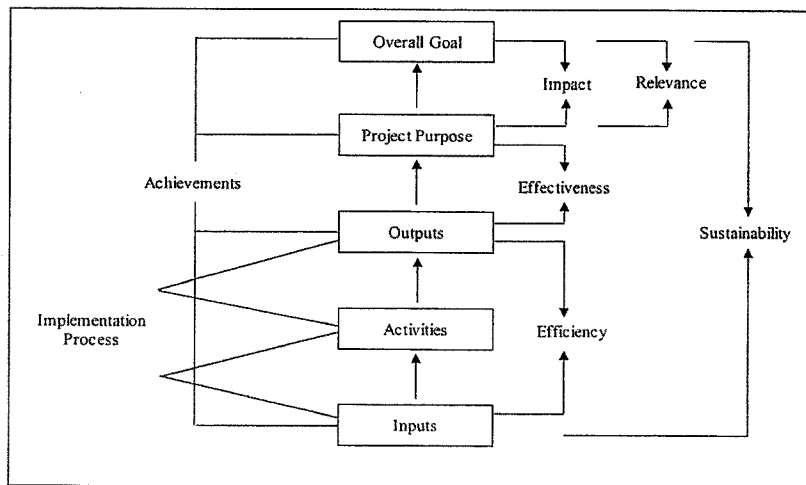 Overall Goal
Impact
Relevance
Project Purpose
Achievements
Effectiveness
Outputs
Sustainability
Implementation
Process
Activities
Efficiency
Inputs